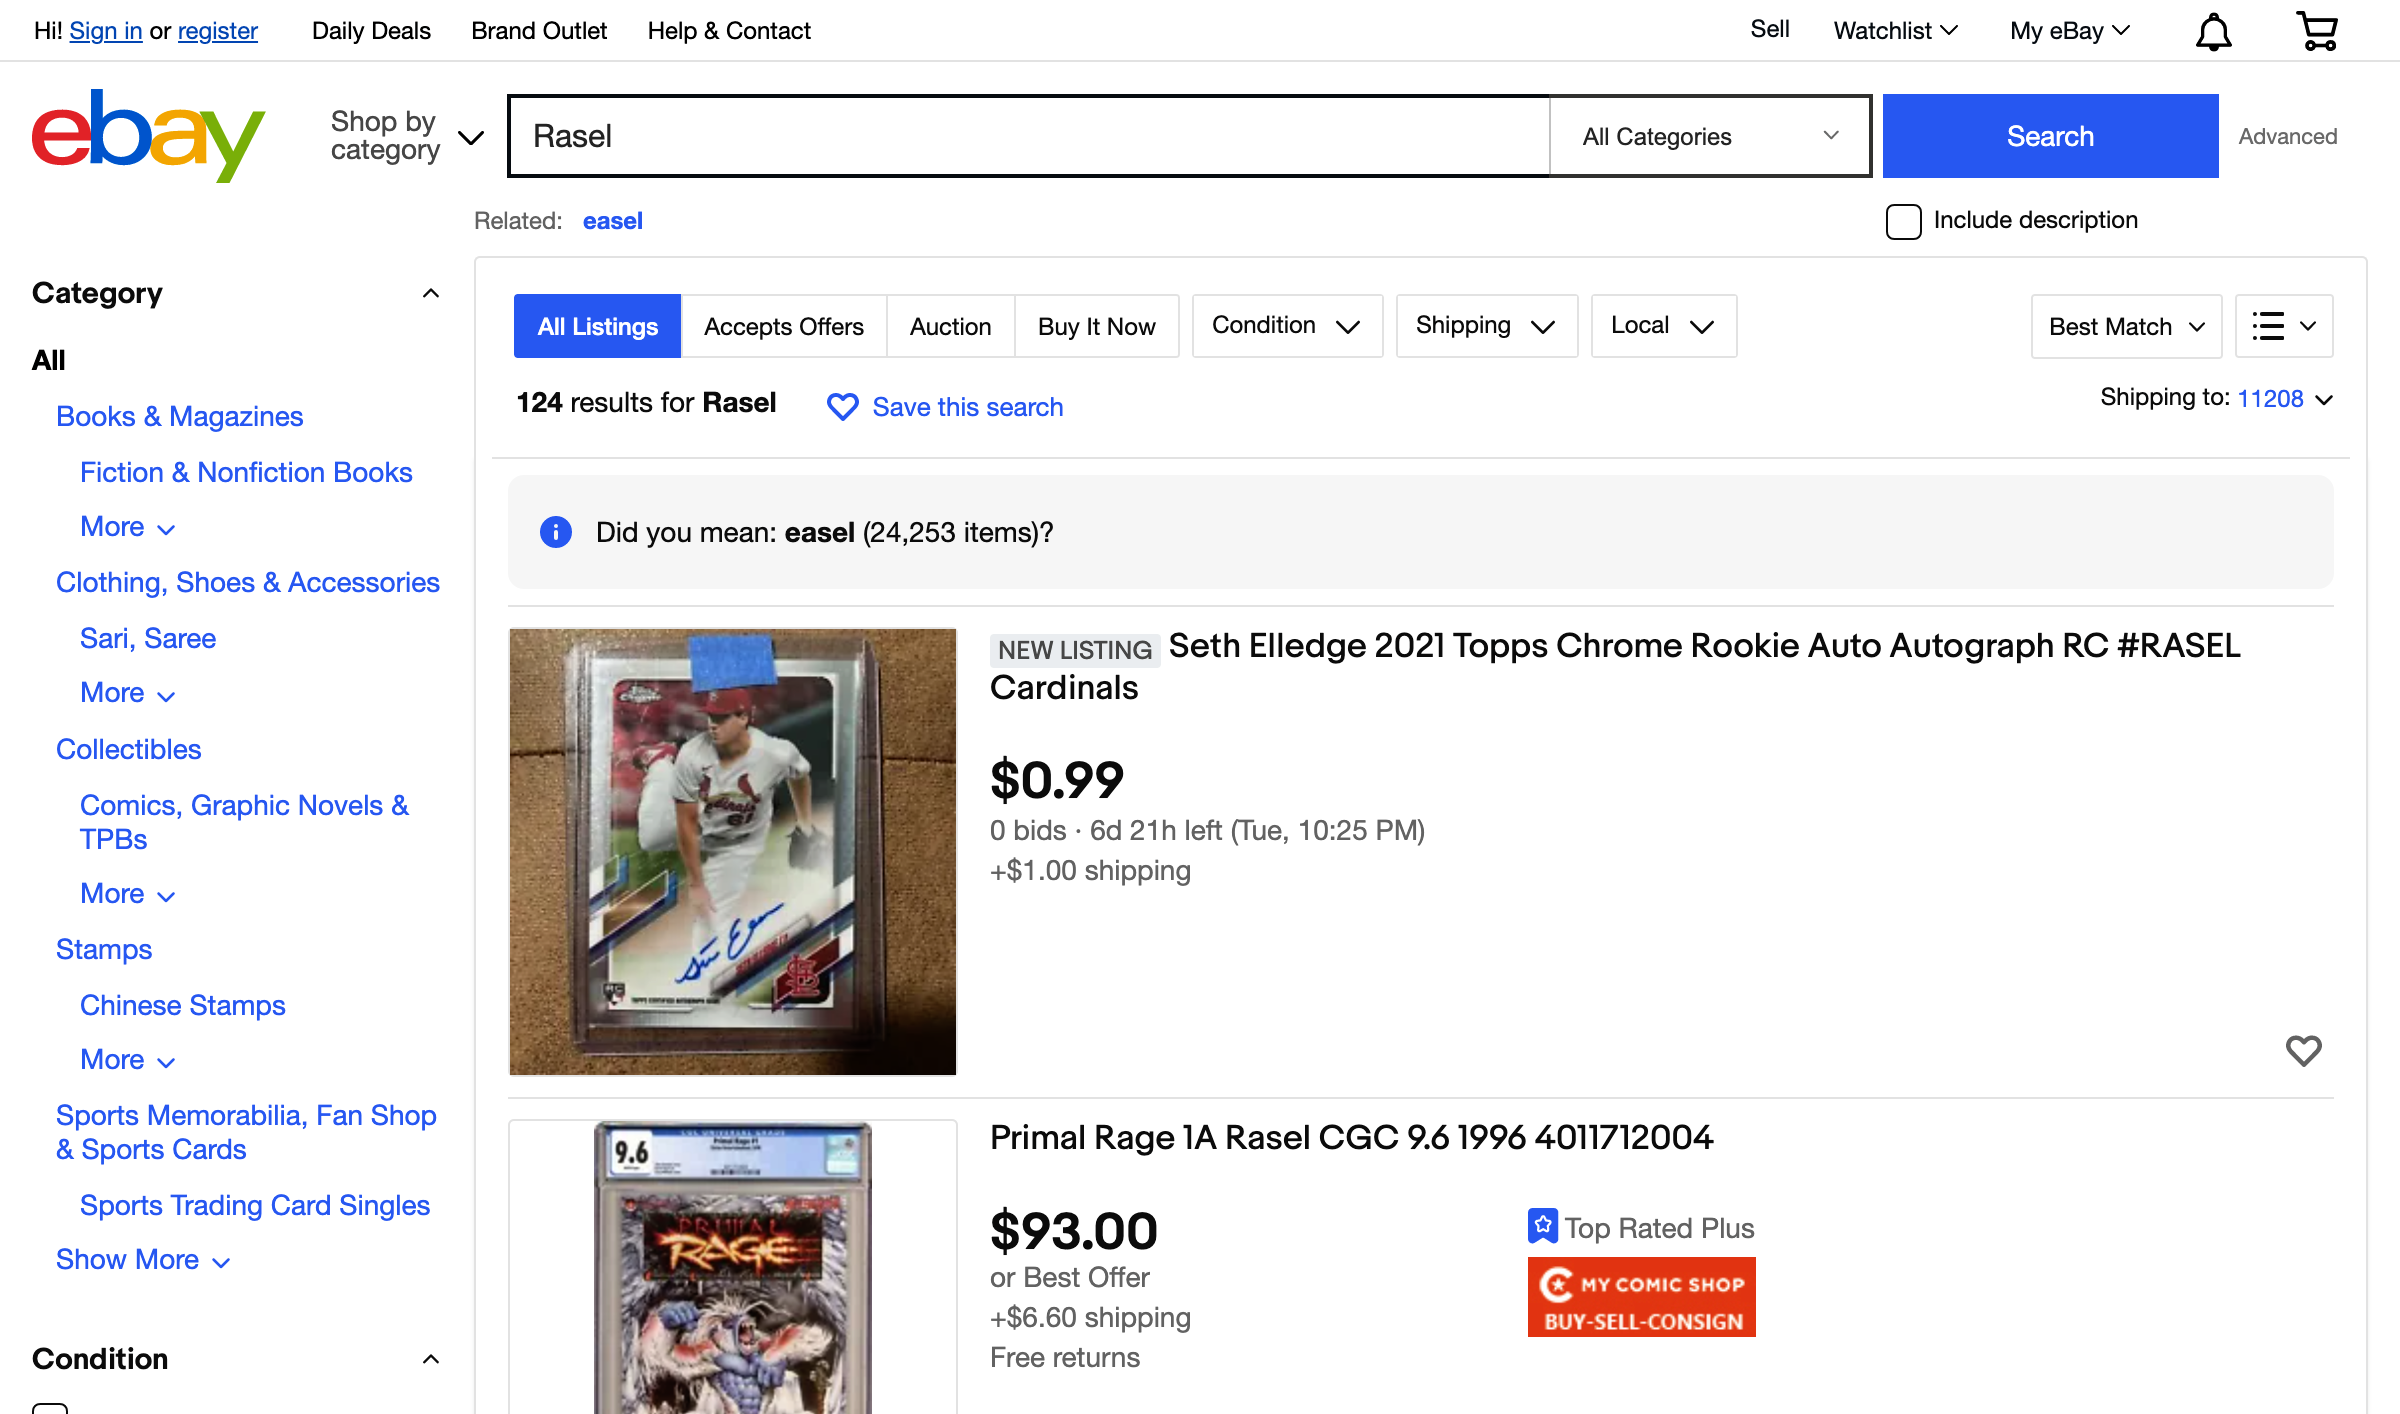 Hi! Sign in or register Daily Deals Brand Outlet Help & Contact Sell Watchlist My eBay
ebay Shop by category Rasel All Categories Search Advanced
Related: easel Include description
Category
All
Books & Magazines
Fiction & Nonfiction Books
More
Clothing, Shoes & Accessories
Sari, Saree
More
Collectibles
Comics, Graphic Novels &
TPBs
More
Stamps
Chinese Stamps
More
Sports Memorabilia, Fan Shop
& Sports Cards
Sports Trading Card Singles
Show More
Condition
All Listings Accepts Offers Auction Buy It Now Condition Shipping Local Best Match
124 results for Rasel Save this search Shipping to: 11208
Did you mean: easel (24,253 items)?
NEW LISTING Seth Elledge 2021 Topps Chrome Rookie Auto Autograph RC #RASEL
Cardinals
$0.99
0 bids · 6d 21h left (Tue, 10:25 PM)
+$1.00 shipping
Primal Rage 1A Rasel CGC 9.6 1996 4011712004
9.6
PRIMAL
RAGE
$93.00
or Best Offer
+$6.60 shipping
Free returns
Top Rated Plus
MY COMIC SHOP
BUY-SELL-CONSIGN